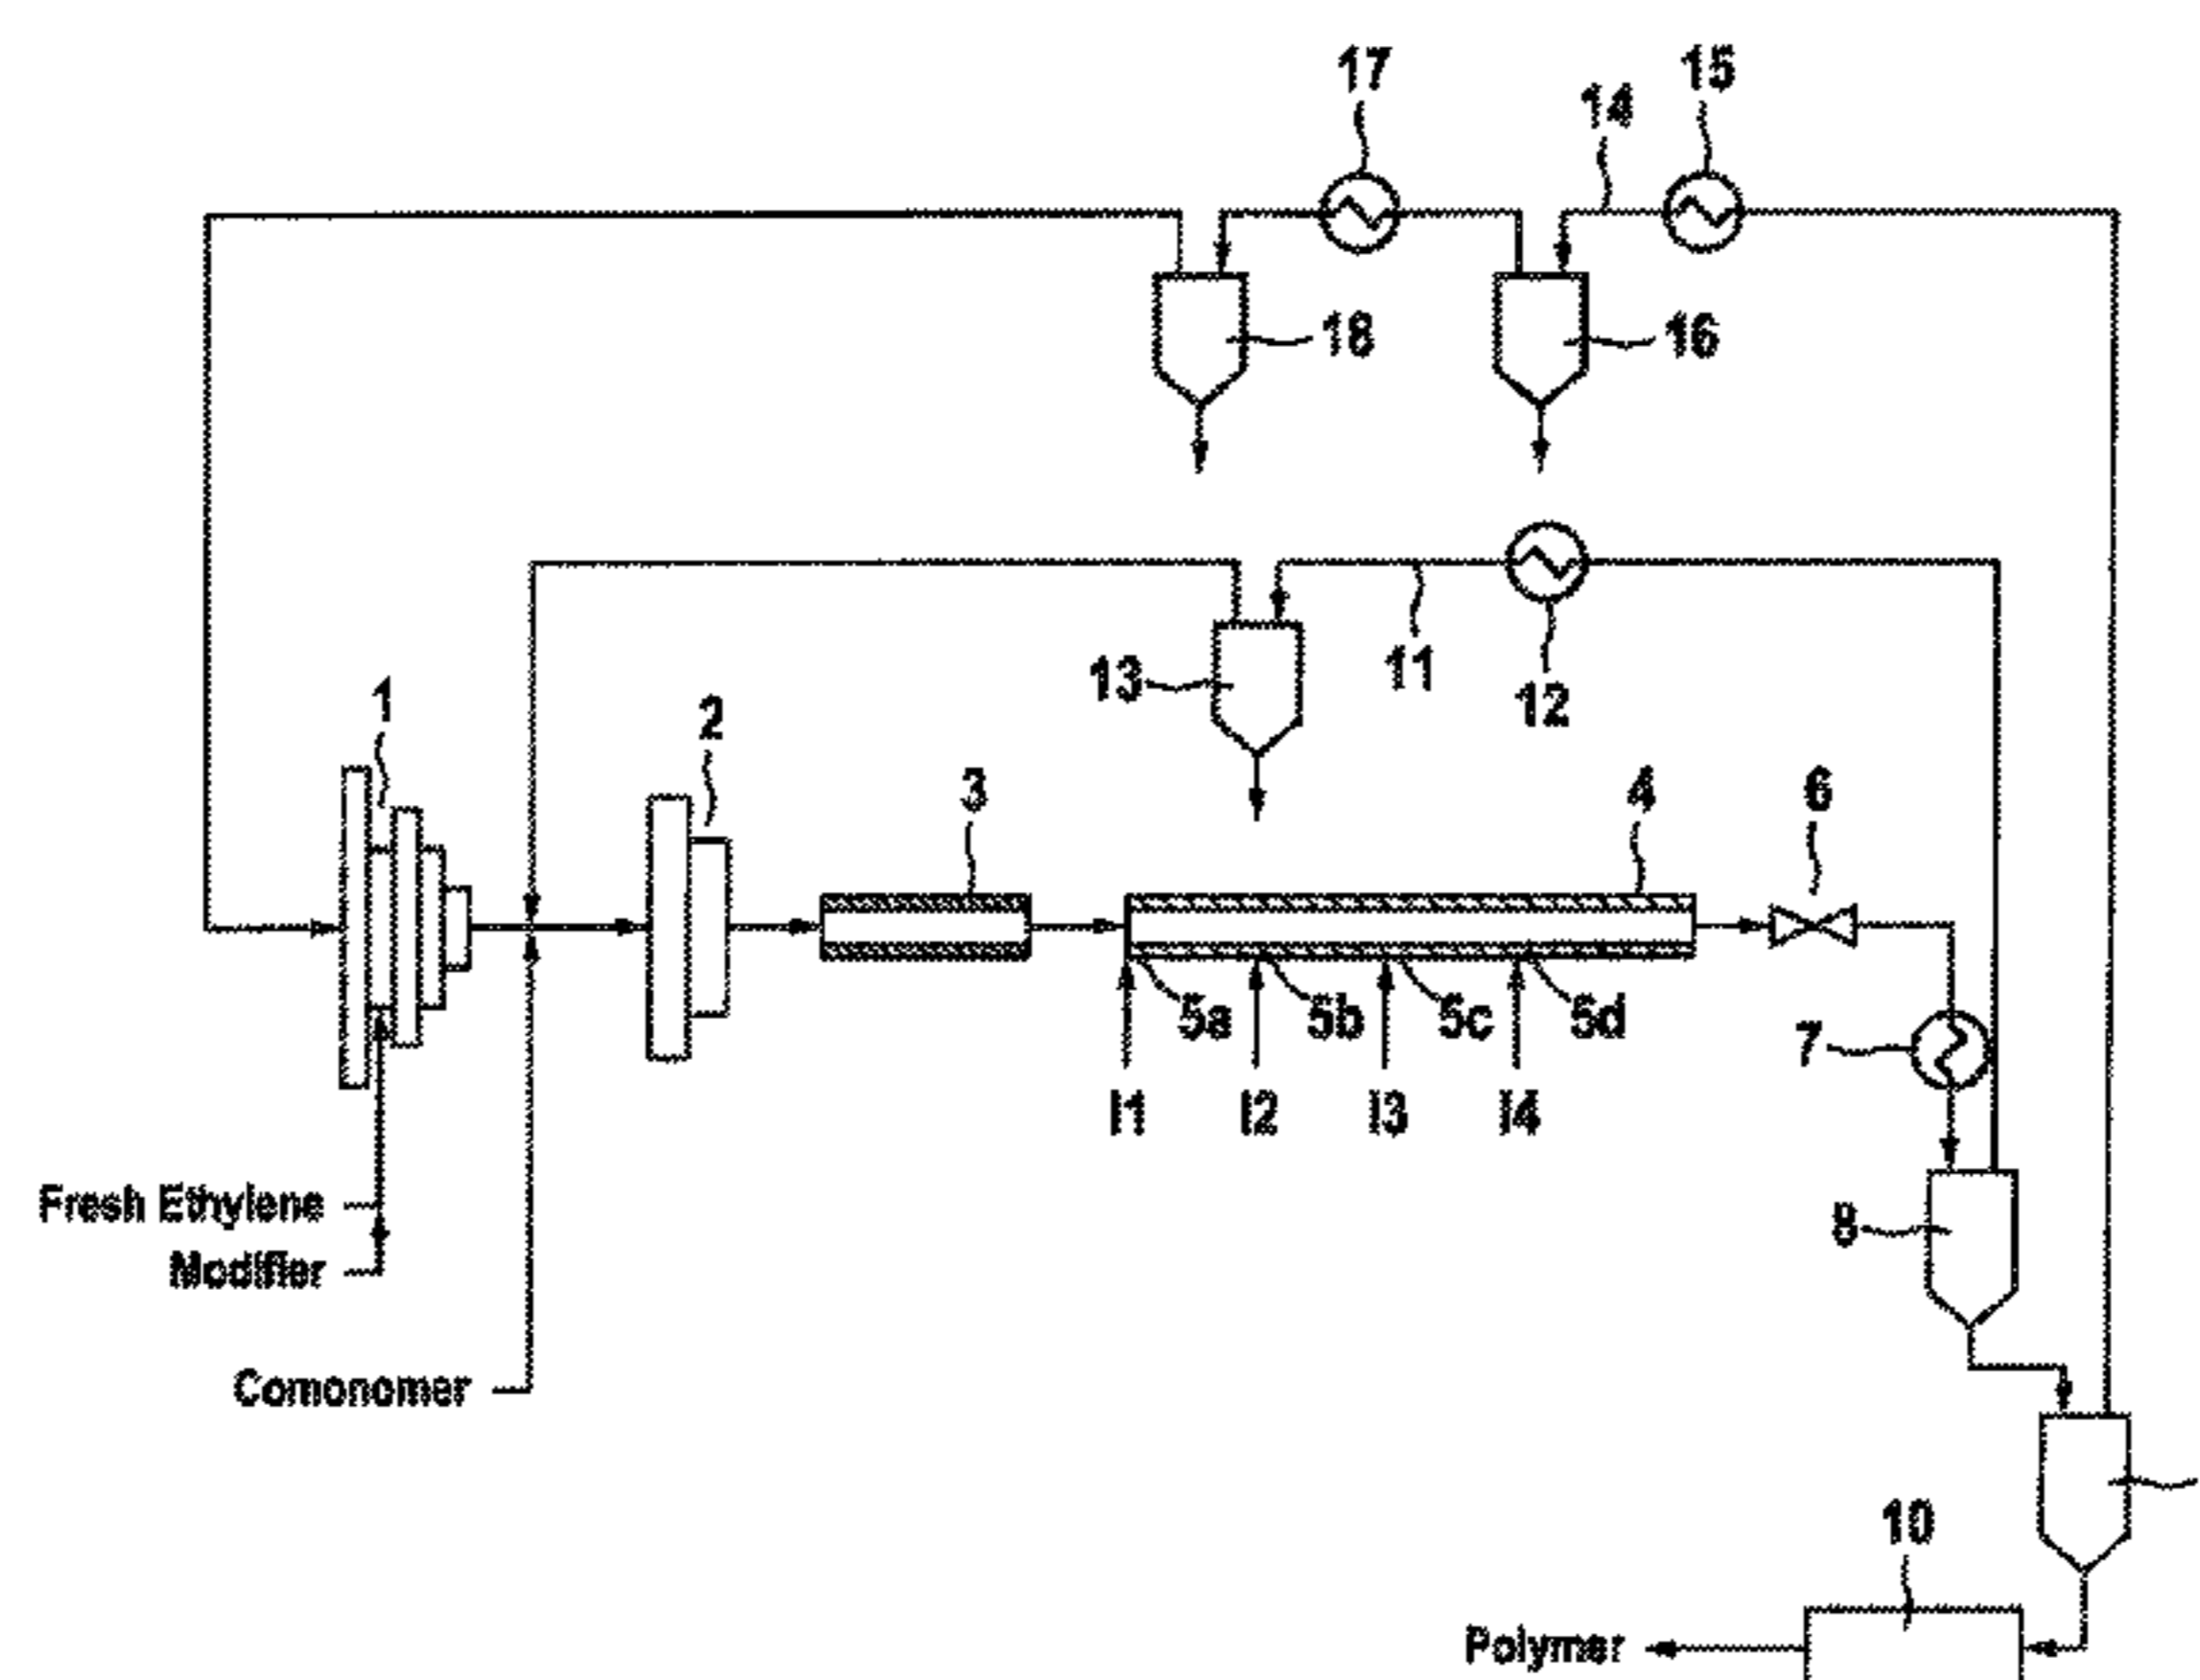 17
15
14
18
16
13
11
12
1
2
3
4
6
5a
5b
5c
5d
7
I1
I2
I3
I4
Fresh Ethylene
Modifier
8
Comonomer
10
Polymer